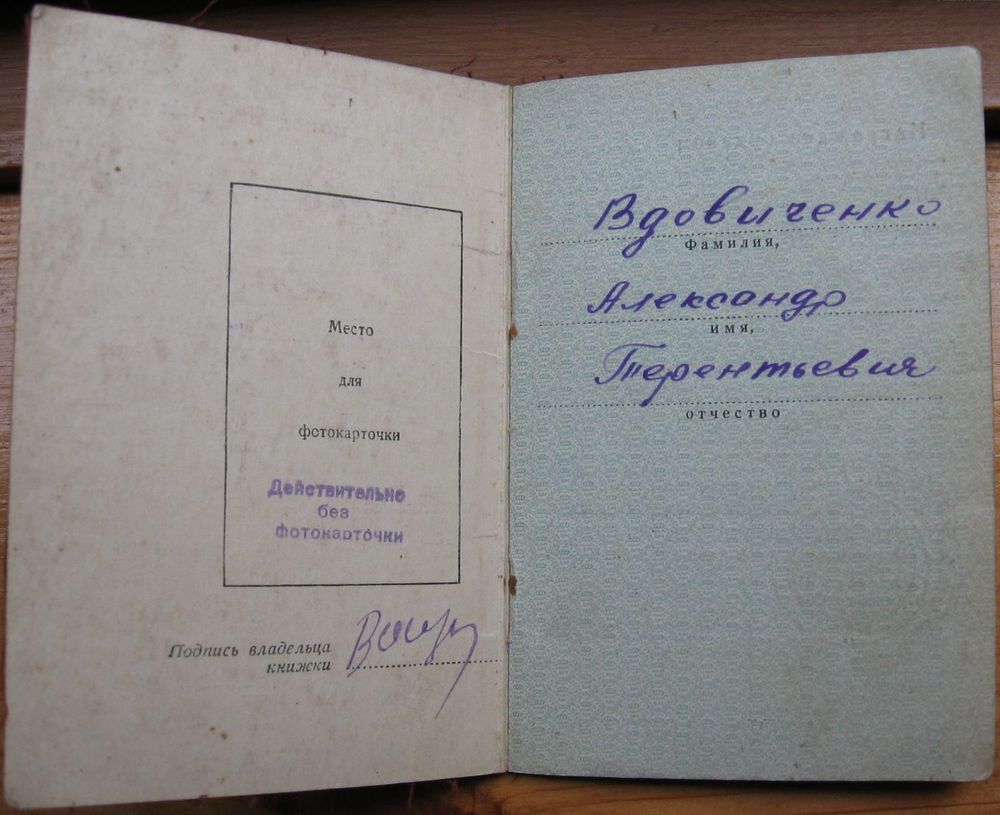 Место
для
фотокарточки
Действительно
без
фотокарточки
Подпись владельца
книжки
Вдовиченко
фамилия,
Александр
имя,
Терентьевич
отчество